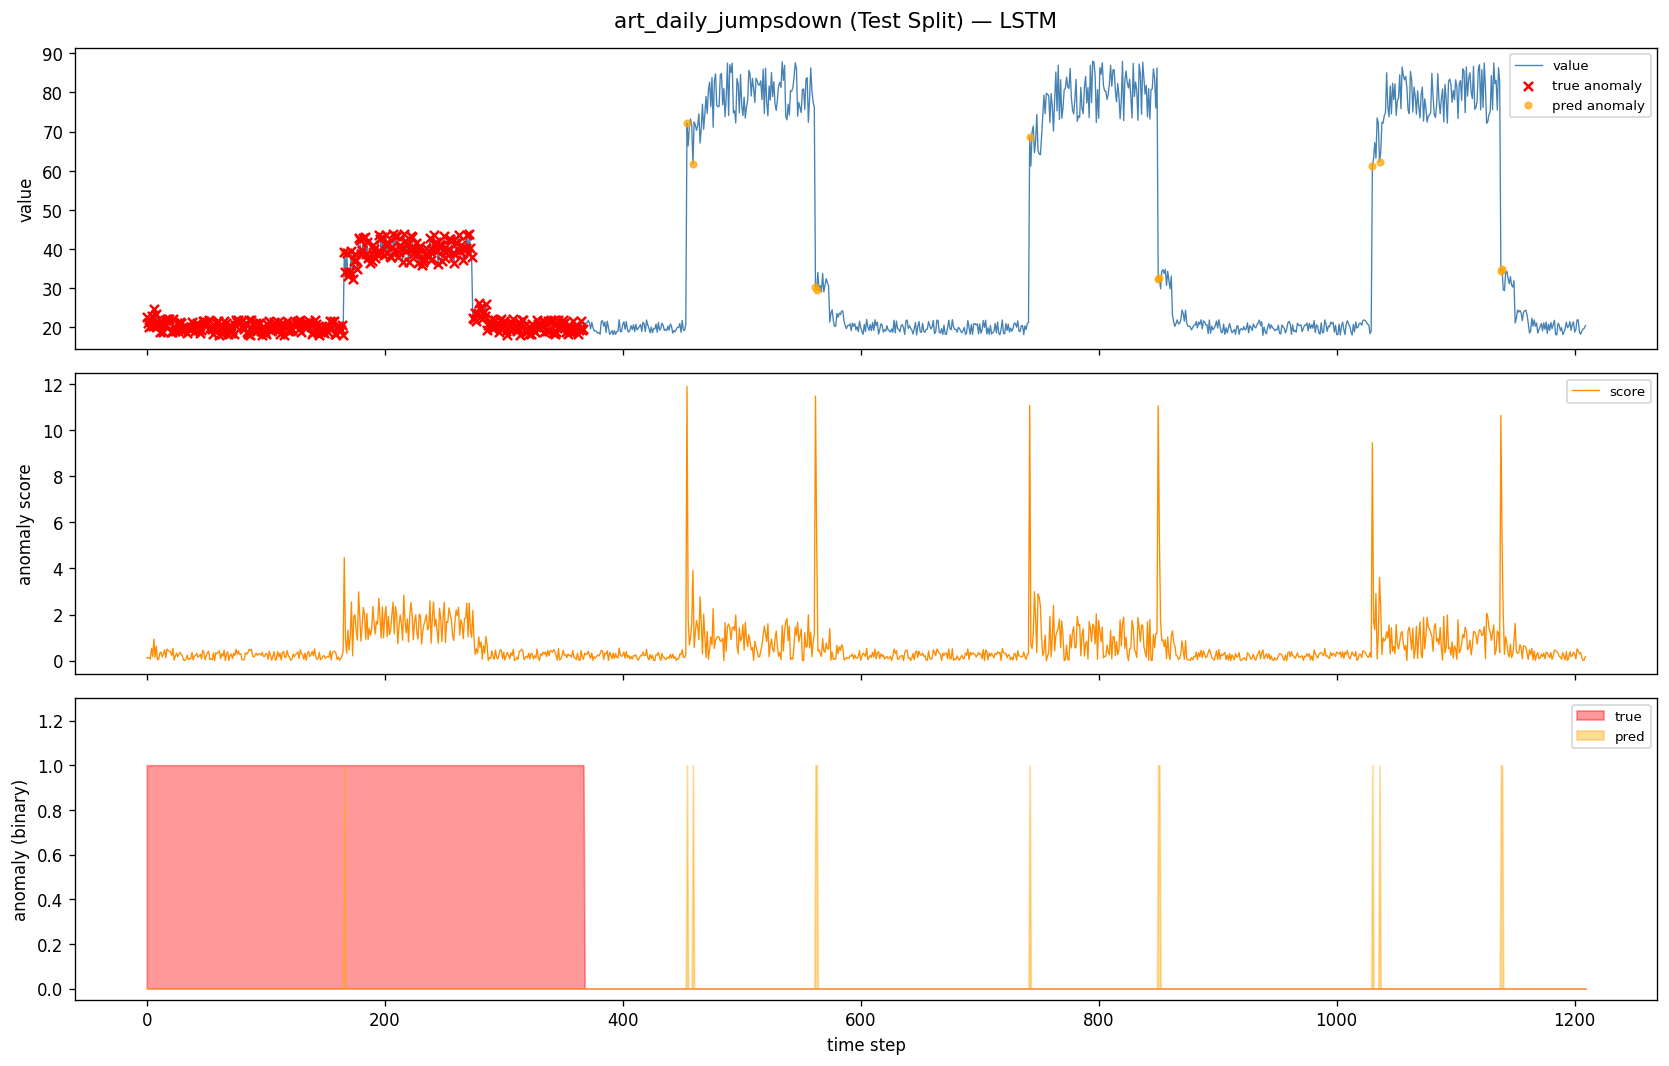 art_daily_jumpsdown (Test Split) — LSTM
90
80
70
60
50
40
30
20
value
value
true anomaly
pred anomaly
12
10
8
6
4
2
0
anomaly score
score
1.2
1.0
0.8
0.6
0.4
0.2
0.0
anomaly (binary)
true
pred
0
200
400
600
800
1000
1200
time step